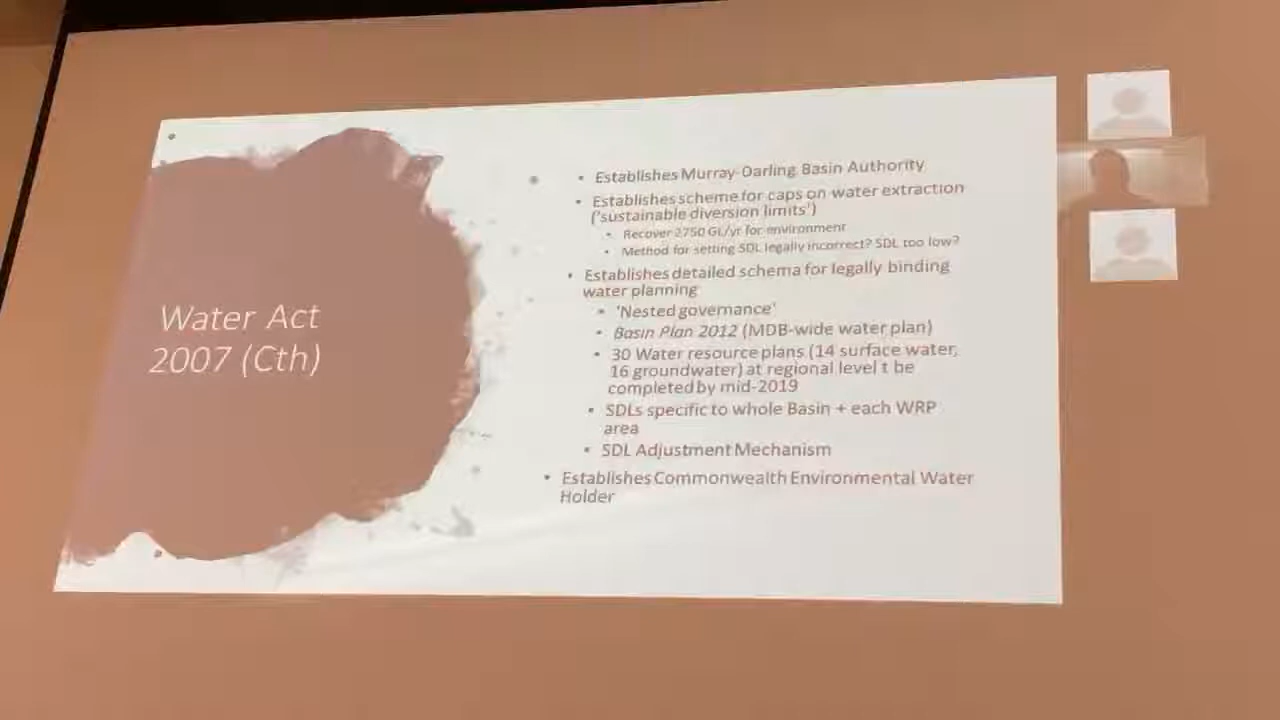 Water Act
2007 (Cth)
• Establishes Murray-Darling Basin Authority
• Establishes scheme for caps on water extraction
('sustainable diversion limits')
• Recover 2750 GL/yr for environment
• Method for setting SDL legally incorrect? SDL too low?
• Establishes detailed schema for legally binding
water planning
• 'Nested governance'
• Basin Plan 2012 (MDB-wide water plan)
• 30 Water resource plans (14 surface water,
16 groundwater) at regional level t be
completed by mid-2019
• SDLs specific to whole Basin + each WRP
area
• SDL Adjustment Mechanism
• Establishes Commonwealth Environmental Water
Holder